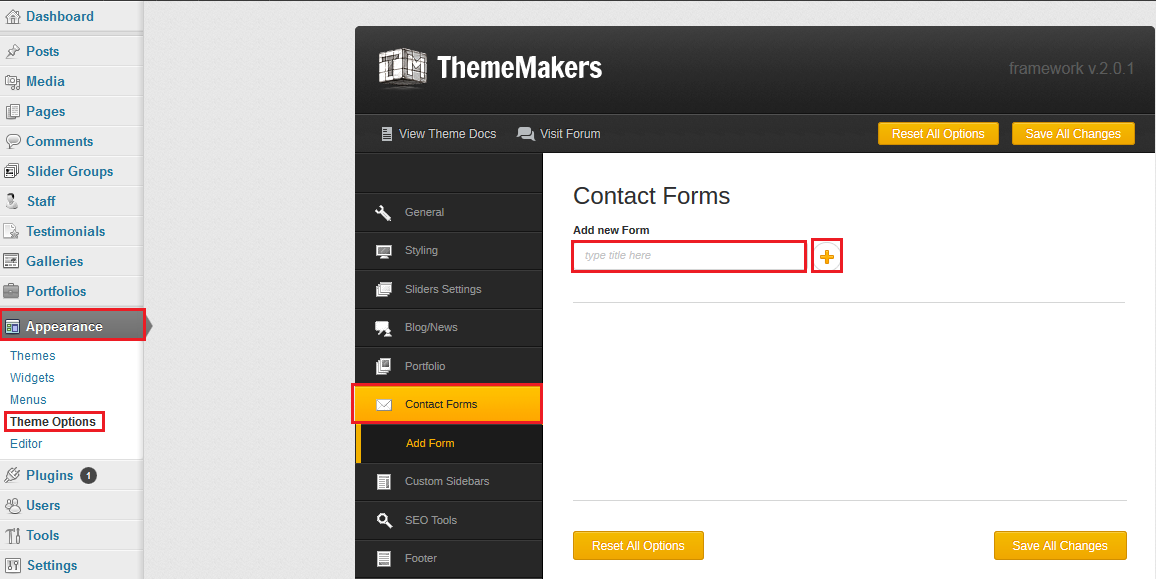 Dashboard
Posts
Media
Pages
Comments
Slider Groups
Staff
Testimonials
Galleries
Portfolios
Appearance
Themes
Widgets
Menus
Theme Options
Editor
Plugins 1
Users
Tools
Settings
TM ThemeMakers
framework v.2.0.1
View Theme Docs Visit Forum Reset All Options Save All Changes
General
Styling
Sliders Settings
Blog/News
Portfolio
Contact Forms
Add Form
Custom Sidebars
SEO Tools
Footer
Contact Forms
Add new Form
type title here
Reset All Options Save All Changes